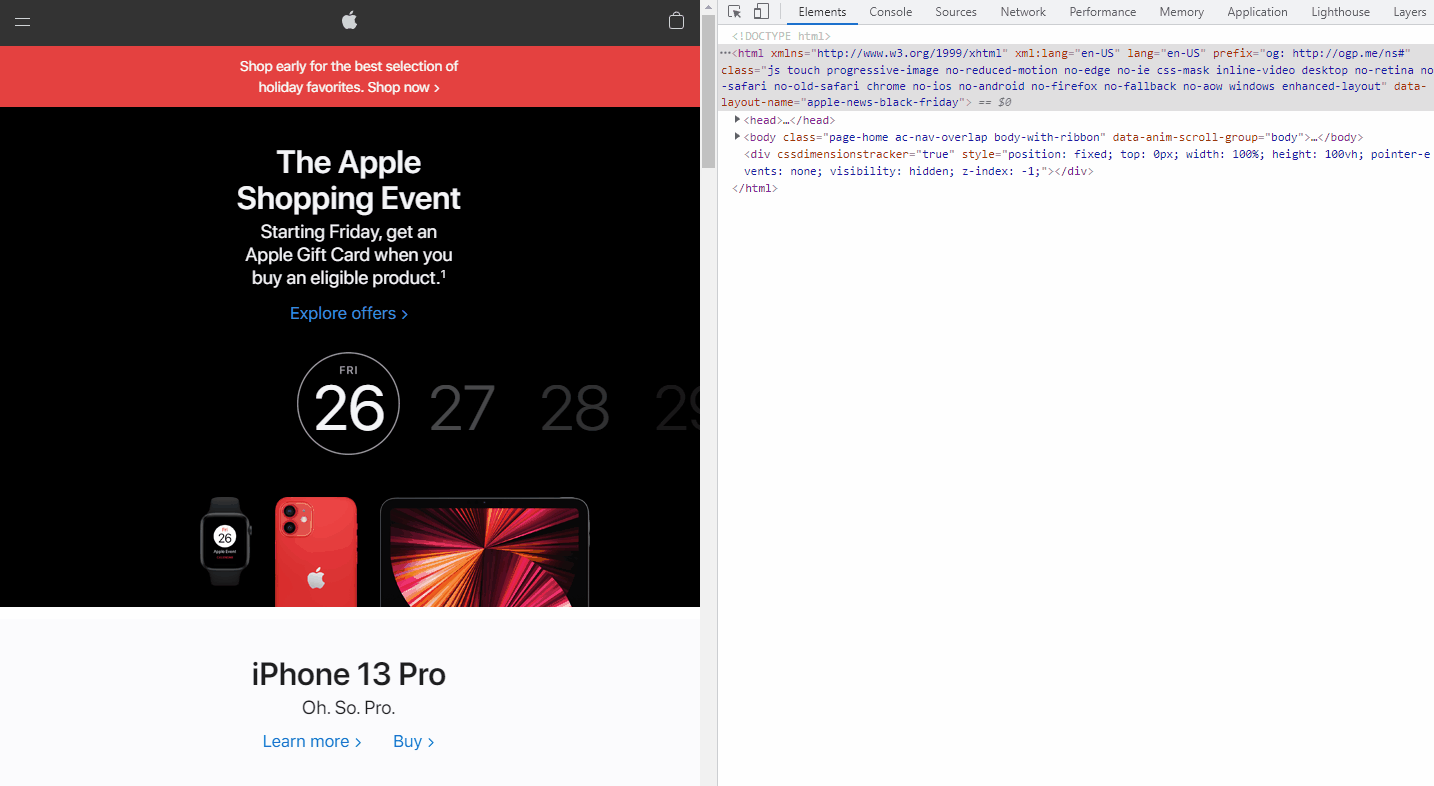 Shop early for the best selection of
holiday favorites. Shop now >
The Apple
Shopping Event
Starting Friday, get an
Apple Gift Card when you
buy an eligible product.¹
Explore offers >
FRI
26 27 28 29
26
iPhone 13 Pro
Oh. So. Pro.
Learn more > Buy >
Elements Console Sources Network Performance Memory Application Lighthouse Layers
<!DOCTYPE html>
···<html xmlns="http://www.w3.org/1999/xhtml" xml:lang="en-US" lang="en-US" prefix="og: http://ogp.me/ns#"
class="js touch progressive-image no-reduced-motion no-edge no-ie css-mask inline-video desktop no-retina no
-safari no-old-safari chrome no-ios no-android no-firefox no-fallback no-aow windows enhanced-layout" data-
layout-name="apple-news-black-friday"> == $0
<head>…</head>
<body class="page-home ac-nav-overlap body-with-ribbon" data-anim-scroll-group="body">…</body>
<div cssdimensionstracker="true" style="position: fixed; top: 0px; width: 100%; height: 100vh; pointer-e
vents: none; visibility: hidden; z-index: -1;"></div>
</html>